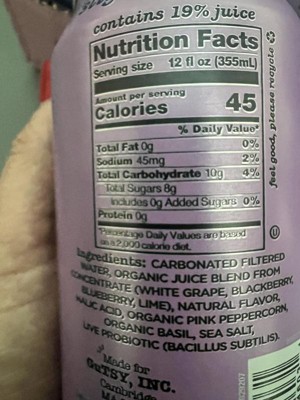 contains 19% juice
Nutrition Facts
Serving size 12 fl oz (355mL)
Amount per serving
Calories 45
% Daily Value*
Total Fat 0g 0%
Sodium 45mg 2%
Total Carbohydrate 10g 4%
Total Sugars 8g
Includes 0g Added Sugars 0%
Protein 0g
*Percentage Daily Values are based
on a 2,000 calorie diet.
feel good, please recycle
U
Ingredients: CARBONATED FILTERED
WATER, ORGANIC JUICE BLEND FROM
CONCENTRATE (WHITE GRAPE, BLACKBERRY,
BLUEBERRY, LIME), NATURAL FLAVOR,
MALIC ACID, ORGANIC PINK PEPPERCORN,
ORGANIC BASIL, SEA SALT,
LIVE PROBIOTIC (BACILLUS SUBTILIS).
Made for
GUTSY, INC.
Cambridge